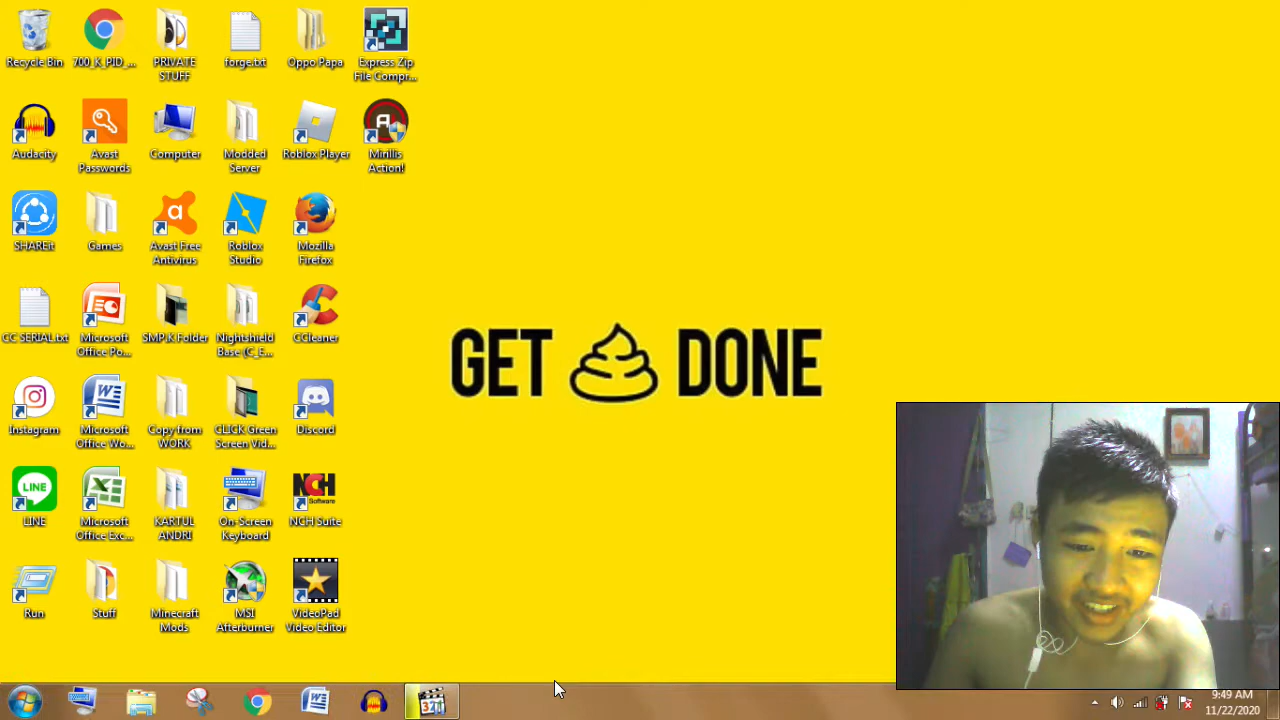 Recycle Bin
700_K_PID_...
PRIVATE
STUFF
forge.txt
Oppo Papa
Express Zip
File Compr...
Audacity
Avast
Passwords
Computer
Modded
Server
Roblox Player
Mirillis
Action!
SHAREit
Games
Avast Free
Antivirus
Roblox
Studio
Mozilla
Firefox
CC SERIAL.txt
Microsoft
Office Po...
SMP.K Folder
Nightshield
Base (C_E...
CCleaner
GET DONE
Instagram
Microsoft
Office Wo...
Copy from
WORK
CLICK Green
Screen Vid...
Discord
LINE
LINE
Microsoft
Office Exc...
KARTUL
ANDRI
On-Screen
Keyboard
NCH
Software
NCH Suite
Run
Stuff
Minecraft
Mods
MSI
Afterburner
VideoPad
Video Editor
321
9:49 AM
11/22/2020